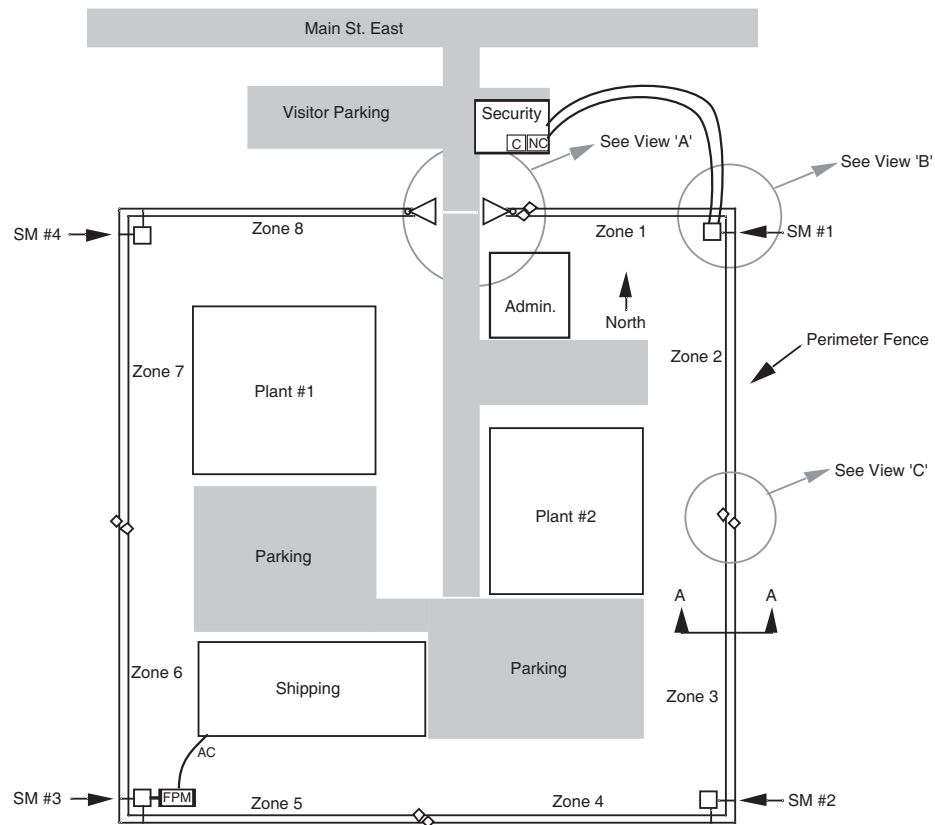 Main St. East
Visitor Parking
Security
C
NC
See View 'A'
See View 'B'
SM #4
Zone 8
Zone 1
SM #1
Admin.
North
Perimeter Fence
Zone 7
Zone 2
Plant #1
See View 'C'
Plant #2
Parking
A
A
Zone 6
Shipping
Parking
Zone 3
AC
SM #3
FPM
Zone 5
Zone 4
SM #2